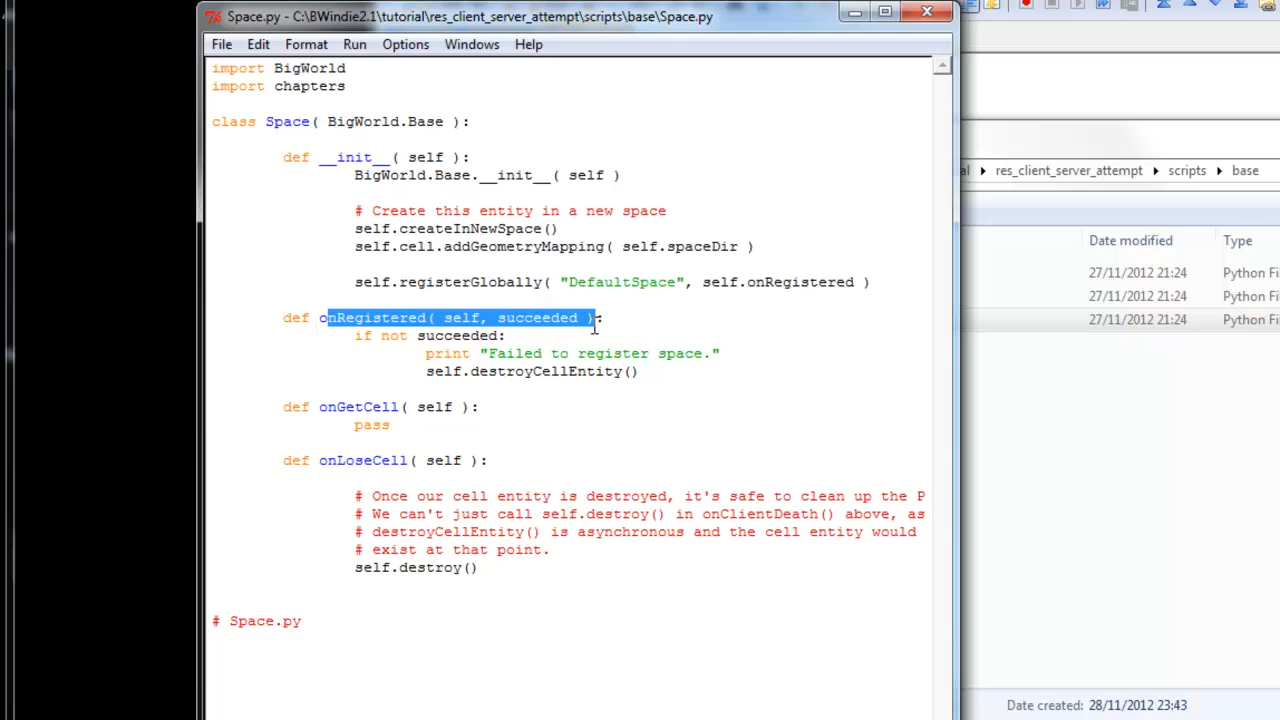 Space.py - C:\BWindie2.1\tutorial\res_client_server_attempt\scripts\base\Space.py
File Edit Format Run Options Windows Help
import BigWorld
import chapters
class Space( BigWorld.Base ):
def __init__( self ):
BigWorld.Base.__init__( self )
# Create this entity in a new space
self.createInNewSpace()
self.cell.addGeometryMapping( self.spaceDir )
self.registerGlobally( "DefaultSpace", self.onRegistered )
def onRegistered( self, succeeded ):
if not succeeded:
print "Failed to register space."
self.destroyCellEntity()
def onGetCell( self ):
pass
def onLoseCell( self ):
# Once our cell entity is destroyed, it's safe to clean up the P
# We can't just call self.destroy() in onClientDeath() above, as
# destroyCellEntity() is asynchronous and the cell entity would
# exist at that point.
self.destroy()
# Space.py
al res_client_server_attempt scripts base
Date modified Type
27/11/2012 21:24 Python Fi
27/11/2012 21:24 Python Fi
27/11/2012 21:24 Python Fi
Date created: 28/11/2012 23:43